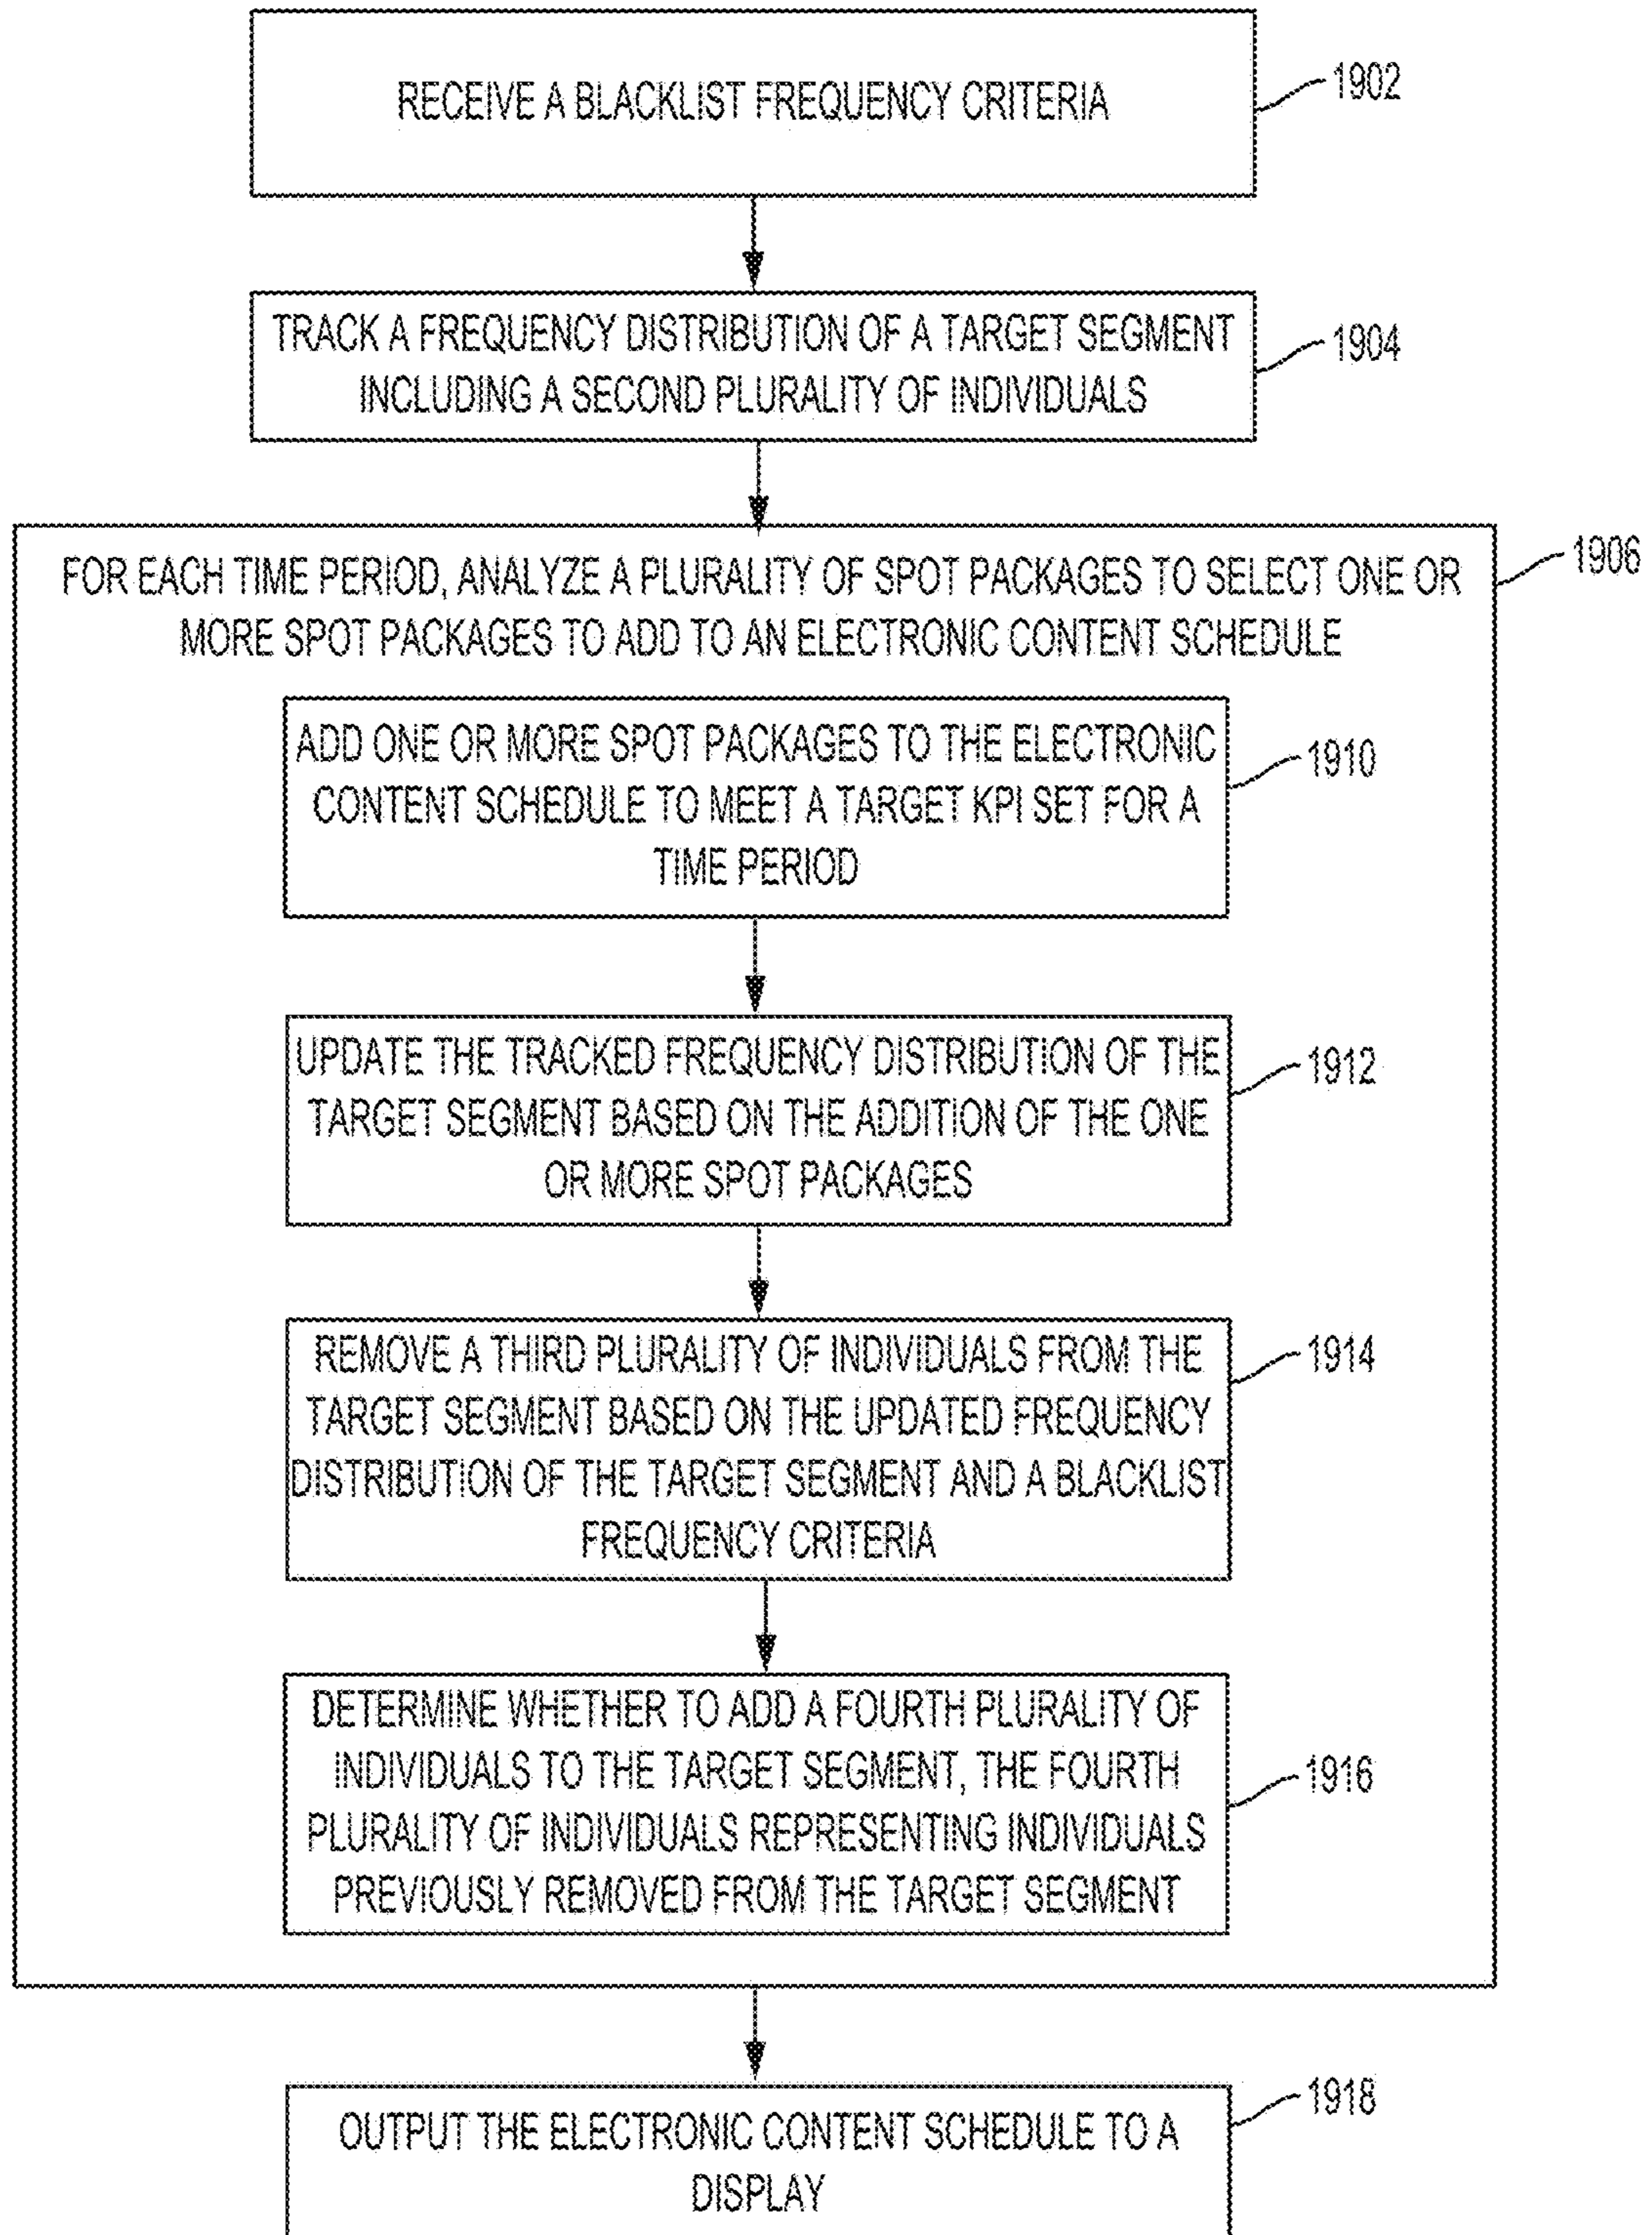 RECEIVE A BLACKLIST FREQUENCY CRITERIA
1902
TRACK A FREQUENCY DISTRIBUTION OF A TARGET SEGMENT
INCLUDING A SECOND PLURALITY OF INDIVIDUALS
1904
FOR EACH TIME PERIOD, ANALYZE A PLURALITY OF SPOT PACKAGES TO SELECT ONE OR
MORE SPOT PACKAGES TO ADD TO AN ELECTRONIC CONTENT SCHEDULE
1906
ADD ONE OR MORE SPOT PACKAGES TO THE ELECTRONIC
CONTENT SCHEDULE TO MEET A TARGET KPI SET FOR A
TIME PERIOD
1910
UPDATE THE TRACKED FREQUENCY DISTRIBUTION OF THE
TARGET SEGMENT BASED ON THE ADDITION OF THE ONE
OR MORE SPOT PACKAGES
1912
REMOVE A THIRD PLURALITY OF INDIVIDUALS FROM THE
TARGET SEGMENT BASED ON THE UPDATED FREQUENCY
DISTRIBUTION OF THE TARGET SEGMENT AND A BLACKLIST
FREQUENCY CRITERIA
1914
DETERMINE WHETHER TO ADD A FOURTH PLURALITY OF
INDIVIDUALS TO THE TARGET SEGMENT, THE FOURTH
PLURALITY OF INDIVIDUALS REPRESENTING INDIVIDUALS
PREVIOUSLY REMOVED FROM THE TARGET SEGMENT
1916
OUTPUT THE ELECTRONIC CONTENT SCHEDULE TO A
DISPLAY
1918